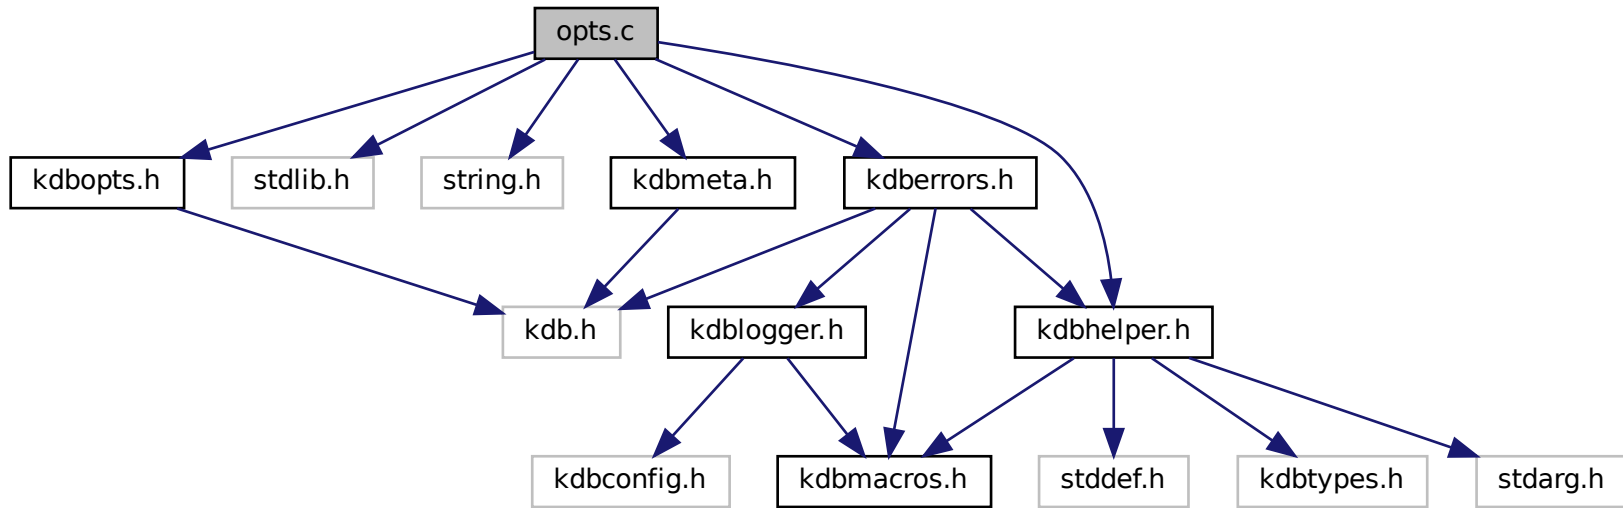 opts.c
kdbopts.h
stdlib.h
string.h
kdbmeta.h
kdberrors.h
kdb.h
kdblogger.h
kdbhelper.h
kdbconfig.h
kdbmacros.h
stddef.h
kdbtypes.h
stdarg.h